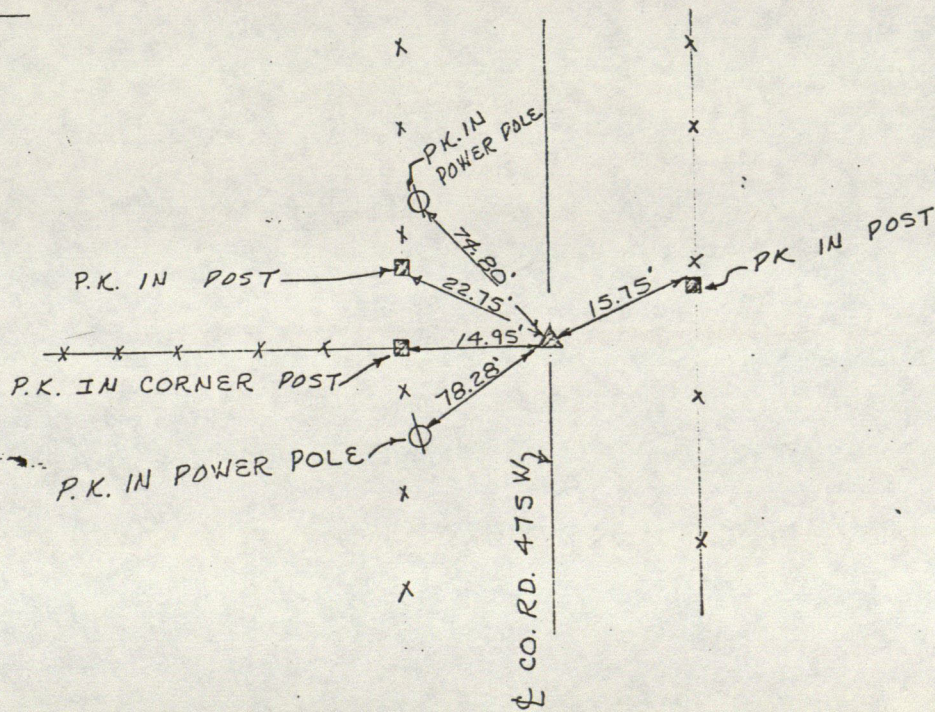 P.K. IN
POWER POLE
74.80'
P.K. IN POST
22.75'
15.75'
PK IN POST
14.95'
P.K. IN CORNER POST
78.28'
P.K. IN POWER POLE
℄ CO. RD. 475 W